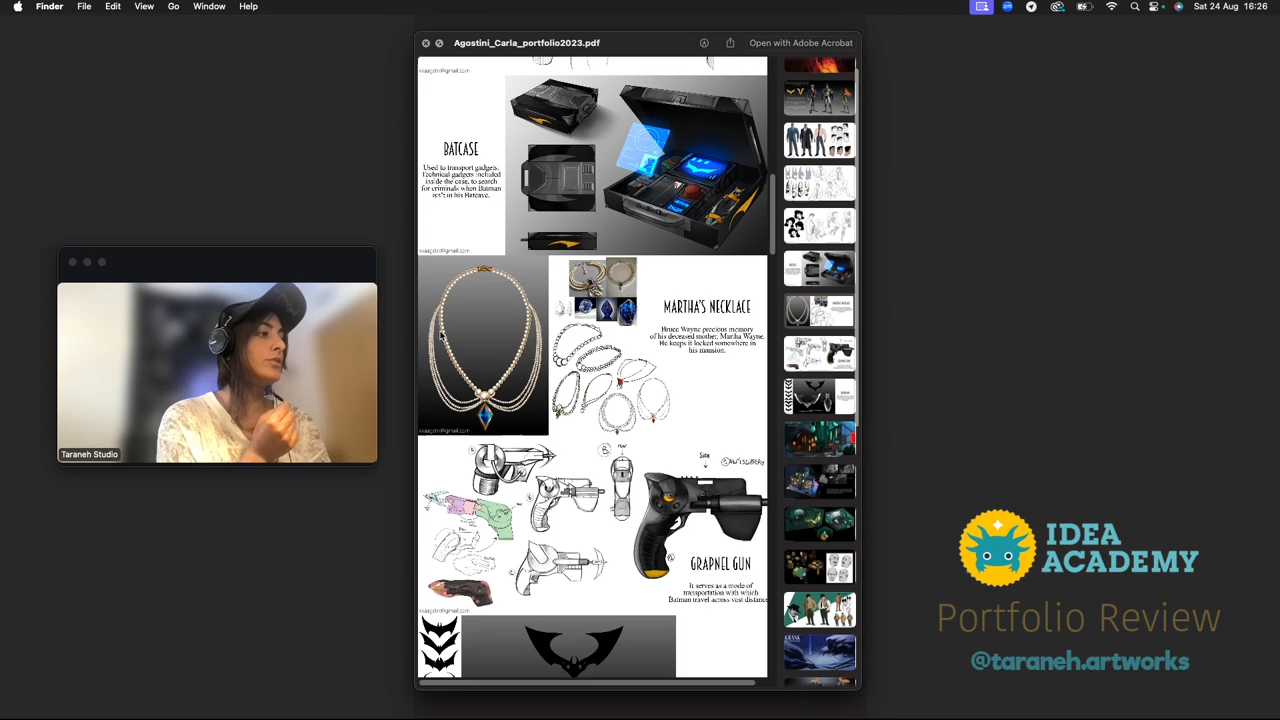 Finder File Edit View Go Window Help
Sat 24 Aug 16:26
Agostini_Carla_portfolio2023.pdf
Open with Adobe Acrobat
BATCASE
Used to transport gadgets.
Technical gadgets included
inside the case, to search
for criminals when Batman
isn't in his Batcave.
MARTHA'S NECKLACE
Bruce Wayne precious memory
of his deceased mother, Martha Wayne.
He keeps it locked somewhere in
his mansion.
Taraneh Studio
Side
GRAPNEL GUN
It serves as a mode of
transportation with which
Batman travel across vast distance
IDEA
ACADEMY
Portfolio Review
@taraneh.artworks